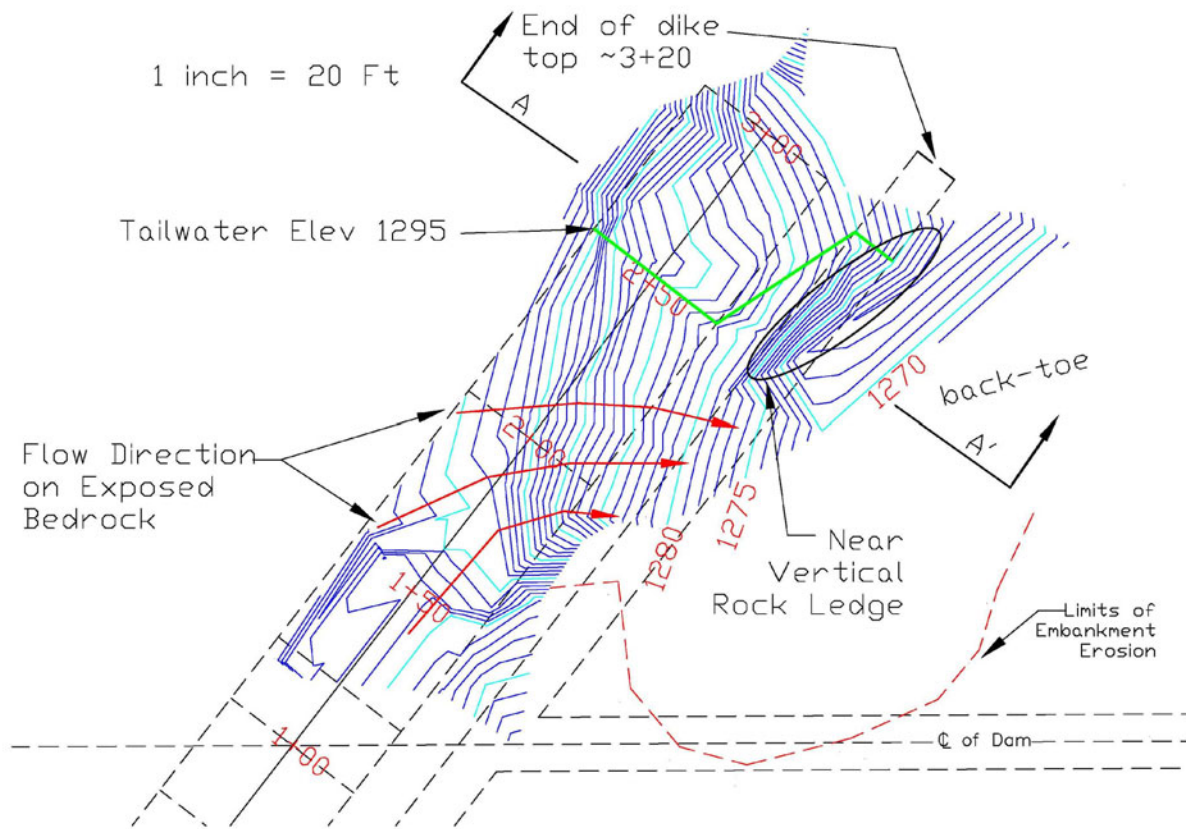 End of dike
top ~3+20
1 inch = 20 Ft
A
3+00
Tailwater Elev 1295
2+50
1270
back-toe
A-
Flow Direction
on Exposed
Bedrock
2+00
1275
1280
Near
Vertical
Rock Ledge
1+50
Limits of
Embankment
Erosion
1+00
℄ of Dam